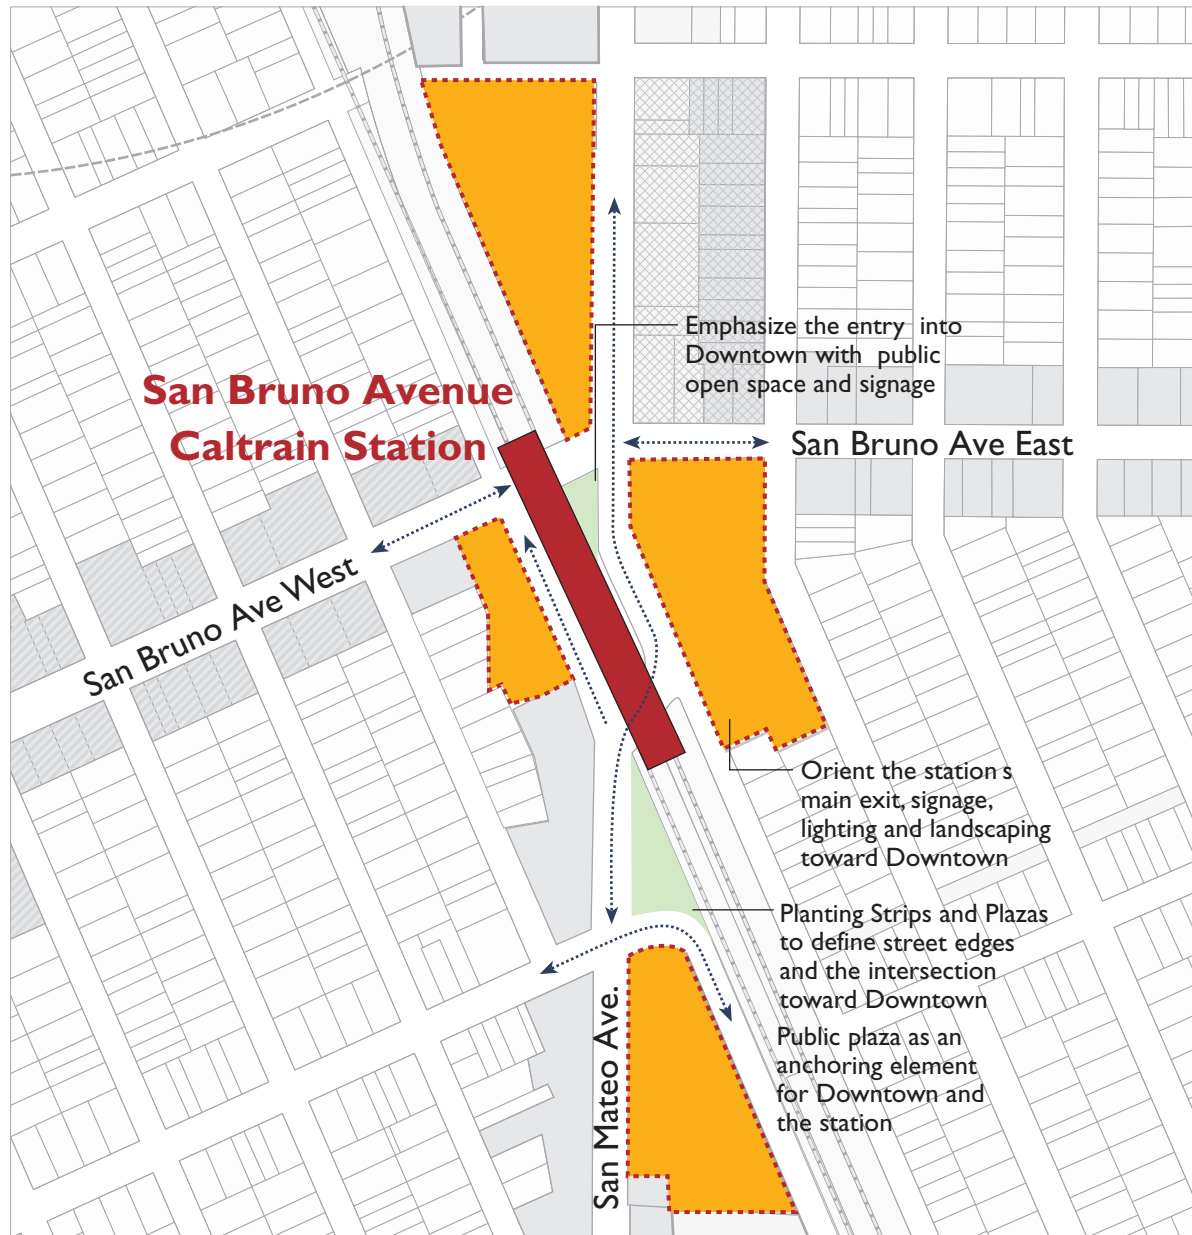 Emphasize the entry into
Downtown with public
open space and signage
San Bruno Avenue
Caltrain Station
San Bruno Ave East
San Bruno Ave West
Orient the station s
main exit, signage,
lighting and landscaping
toward Downtown
Planting Strips and Plazas
to define street edges
and the intersection
toward Downtown
San Mateo Ave.
Public plaza as an
anchoring element
for Downtown and
the station